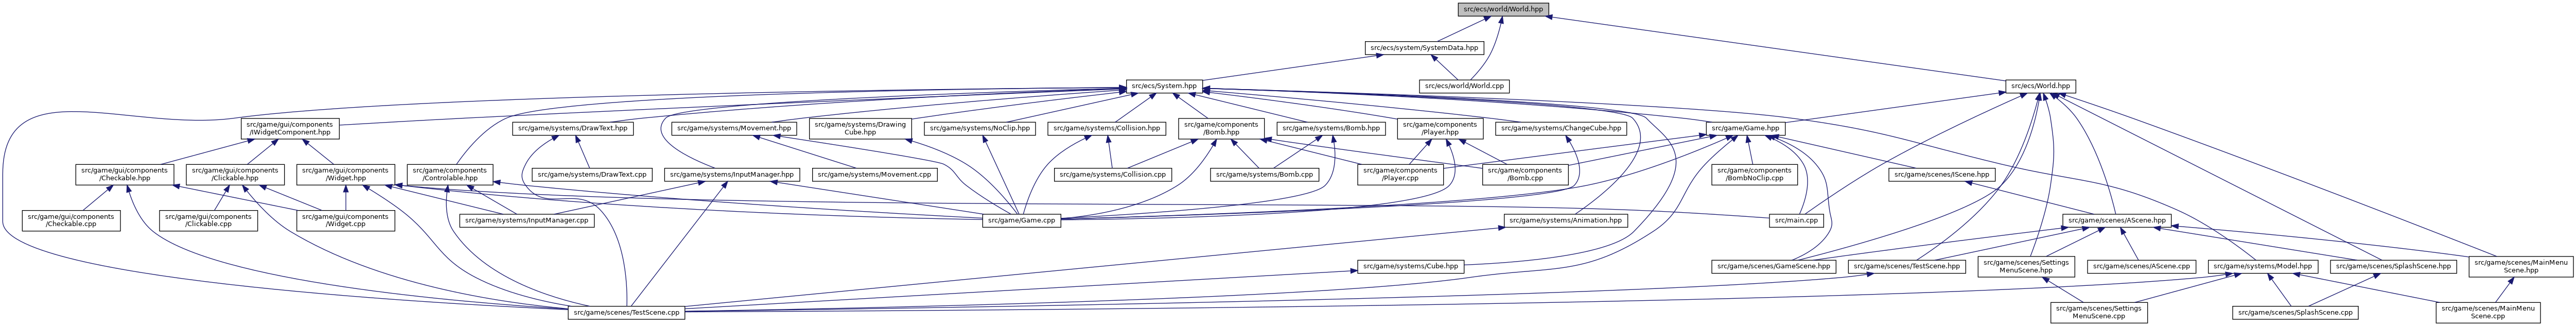 src/ecs/world/World.hpp
src/ecs/system/SystemData.hpp
src/ecs/System.hpp
src/ecs/world/World.cpp
src/ecs/World.hpp
src/game/gui/components
/IWidgetComponent.hpp
src/game/systems/DrawText.hpp
src/game/systems/Movement.hpp
src/game/systems/Drawing
Cube.hpp
src/game/systems/NoClip.hpp
src/game/systems/Collision.hpp
src/game/components
/Bomb.hpp
src/game/systems/Bomb.hpp
src/game/components
/Player.hpp
src/game/systems/ChangeCube.hpp
src/game/Game.hpp
src/game/gui/components
/Checkable.hpp
src/game/gui/components
/Clickable.hpp
src/game/gui/components
/Widget.hpp
src/game/components
/Controlable.hpp
src/game/systems/DrawText.cpp
src/game/systems/InputManager.hpp
src/game/systems/Movement.cpp
src/game/systems/Collision.cpp
src/game/systems/Bomb.cpp
src/game/components
/Player.cpp
src/game/components
/Bomb.cpp
src/game/components
/BombNoClip.cpp
src/game/scenes/IScene.hpp
src/game/gui/components
/Checkable.cpp
src/game/gui/components
/Clickable.cpp
src/game/gui/components
/Widget.cpp
src/game/systems/InputManager.cpp
src/game/Game.cpp
src/game/systems/Animation.hpp
src/main.cpp
src/game/scenes/AScene.hpp
src/game/systems/Cube.hpp
src/game/scenes/GameScene.hpp
src/game/scenes/TestScene.hpp
src/game/scenes/Settings
MenuScene.hpp
src/game/scenes/AScene.cpp
src/game/systems/Model.hpp
src/game/scenes/SplashScene.hpp
src/game/scenes/MainMenu
Scene.hpp
src/game/scenes/TestScene.cpp
src/game/scenes/Settings
MenuScene.cpp
src/game/scenes/SplashScene.cpp
src/game/scenes/MainMenu
Scene.cpp